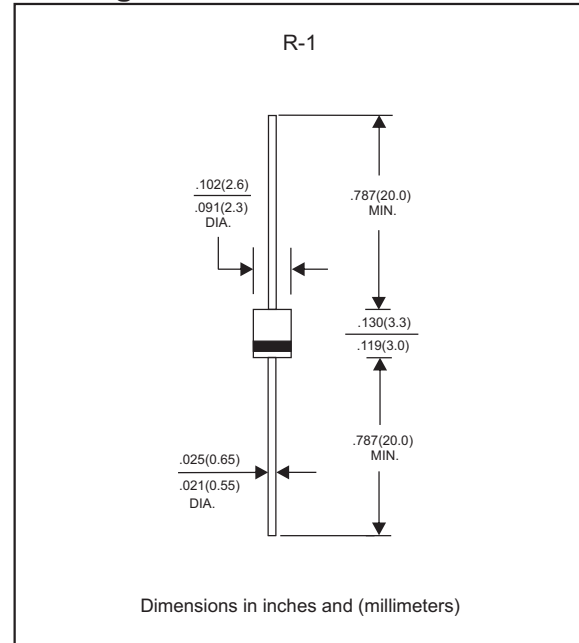 R-1
.102(2.6)
.091(2.3)
DIA.
.787(20.0)
MIN.
.130(3.3)
.119(3.0)
.787(20.0)
MIN.
.025(0.65)
.021(0.55)
DIA.
Dimensions in inches and (millimeters)